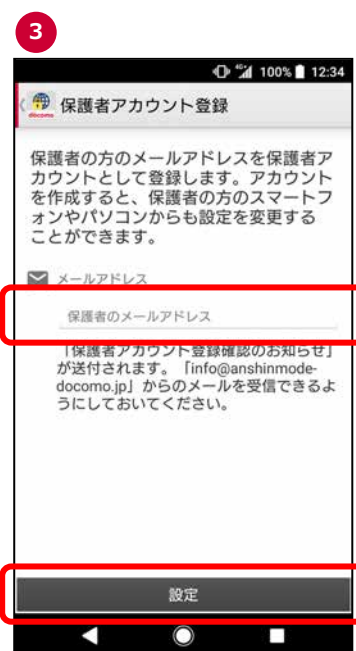 3
4G 100% 12:34
docomo 保護者アカウント登録
保護者の方のメールアドレスを保護者ア
カウントとして登録します。アカウント
を作成すると、保護者の方のスマートフ
ォンやパソコンからも設定を変更する
ことができます。
メールアドレス
保護者のメールアドレス
「保護者アカウント登録確認のお知らせ」
が送付されます。「info@anshinmode-
docomo.jp」からのメールを受信できるよ
うにしておいてください。
設定